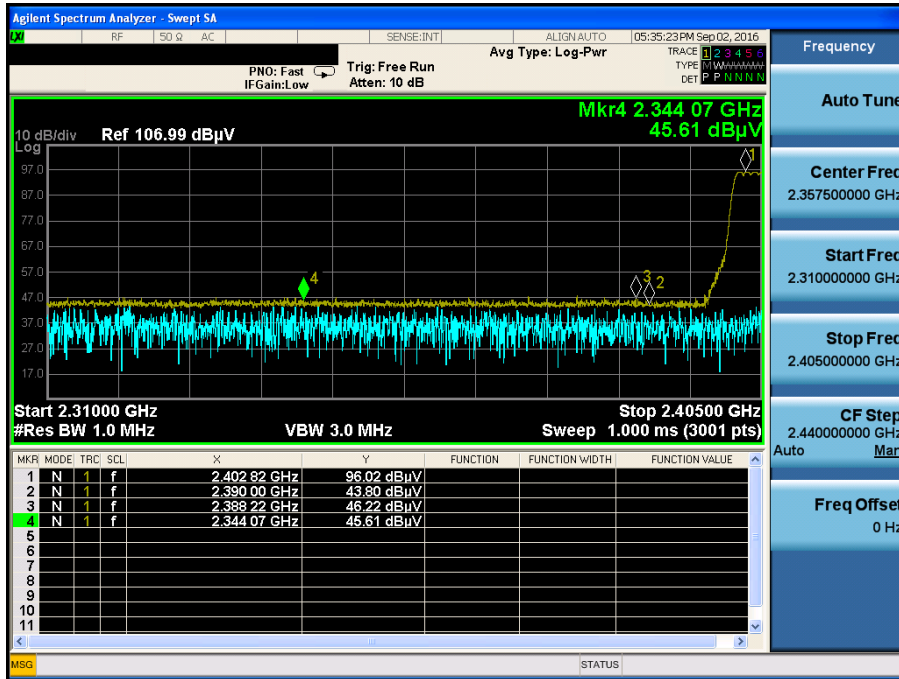 Agilent Spectrum Analyzer - Swept SA
LXI RF 50 Ω AC SENSE:INT ALIGN AUTO 05:35:23 PM Sep 02, 2016
Avg Type: Log-Pwr TRACE 1 2 3 4 5 6
PNO: Fast Trig: Free Run TYPE M W
IFGain:Low Atten: 10 dB DET P P N N N N
Mkr4 2.344 07 GHz
45.61 dBµV
10 dB/div Ref 106.99 dBµV
Log
97.0
87.0
77.0
67.0
57.0
47.0
37.0
27.0
17.0
1
4
3
2
Start 2.31000 GHz Stop 2.40500 GHz
#Res BW 1.0 MHz VBW 3.0 MHz Sweep 1.000 ms (3001 pts)
MKR MODE TRC SCL X Y FUNCTION FUNCTION WIDTH FUNCTION VALUE
1 N 1 f 2.402 82 GHz 96.02 dBµV
2 N 1 f 2.390 00 GHz 43.80 dBµV
3 N 1 f 2.388 22 GHz 46.22 dBµV
4 N 1 f 2.344 07 GHz 45.61 dBµV
5
6
7
8
9
10
11
MSG STATUS
Frequency
Auto Tune
Center Freq
2.357500000 GHz
Start Freq
2.310000000 GHz
Stop Freq
2.405000000 GHz
CF Step
2.440000000 GHz
Auto Man
Freq Offset
0 Hz